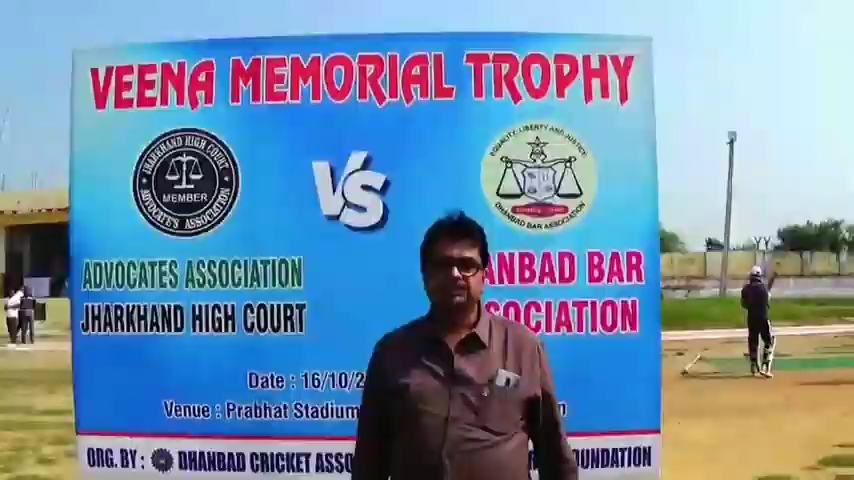 VEENA MEMORIAL TROPHY
JHARKHAND HIGH COURT
MEMBER
ADVOCATE'S ASSOCIATION
VS
EQUALITY, LIBERTY AND JUSTICE
DHANBAD BAR ASSOCIATION
ADVOCATES ASSOCIATION
JHARKHAND HIGH COURT
ANBAD BAR
SOCIATION
Date : 16/10/2
Venue : Prabhat Stadium
ORG. BY : DHANBAD CRICKET ASSO
UNDATION